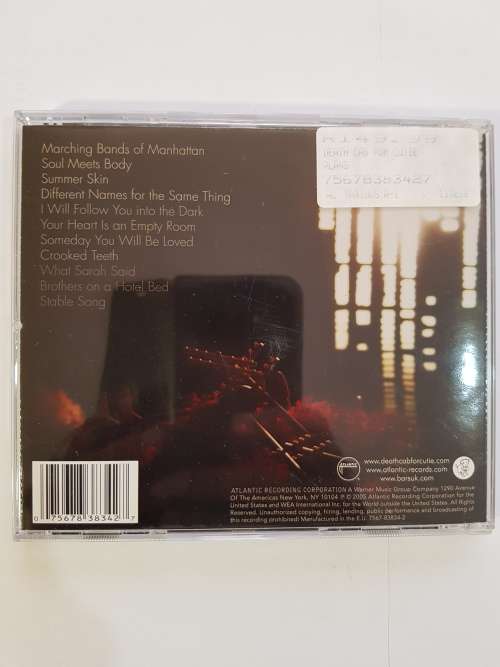 R149.99
DEATH CAB FOR CUTIE
PLANS
75678383427
Marching Bands of Manhattan
Soul Meets Body
Summer Skin
Different Names for the Same Thing
I Will Follow You into the Dark
Your Heart Is an Empty Room
Someday You Will Be Loved
Crooked Teeth
What Sarah Said
Brothers on a Hotel Bed
Stable Song
www.deathcabforcutie.com
www.atlantic-records.com
www.barsuk.com
ATLANTIC RECORDING CORPORATION A Warner Music Group Company 1290 Avenue
Of The Americas New York, NY 10104 ℗ © 2005 Atlantic Recording Corporation for the
United States and WEA International Inc. for the World outside the United States. All Rights
Reserved. Unauthorized copying, hiring, lending, public performance and broadcasting of
this recording prohibited! Manufactured in the E.U. 7567-83834-2
0 75678 38342 7